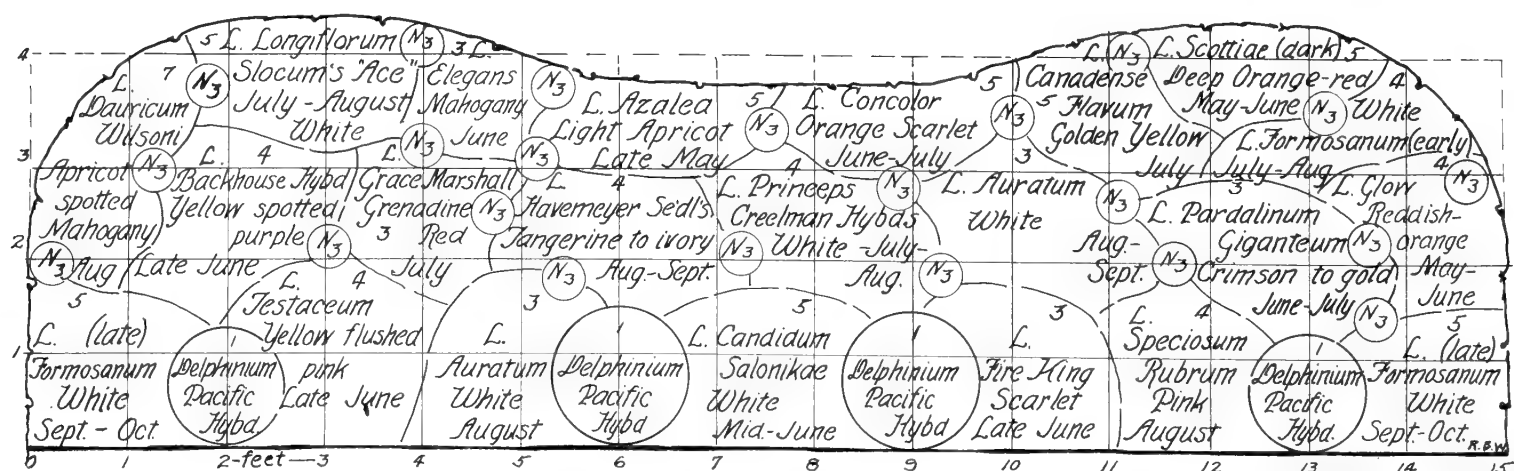 4
5
L. Longiflorum
Slocum's "Ace"
July - August
White
N3
3
L.
Elegans
Mahogany
June
N3
7
L.
Dauricum
Wilsoni
Apricot
spotted
Mahogany
Aug
N3
N3
N3
L. Azalea
Light Apricot
Late May
N3
N3
5
L. Concolor
Orange Scarlet
June-July
N3
5
L.
Canadense
5
Flavum
Golden Yellow
July
N3
N3
L. Scottiae (dark)
Deep Orange-red
May-June
5
N3
4
White
L. Formosanum (early)
July-Aug.
3
L. 4
Backhouse Hybd
Yellow spotted
purple
Late June
N3
L.
Grace Marshall
Grenadine
3 Red
July
N3
L. 4
Havemeyer Sedl's
Tangerine to ivory
Aug.-Sept.
N3
N3
4
L. Princeps
Creelman Hybds
White -July-
Aug.
N3
N3
3
L. Auratum
White
Aug-
Sept.
N3
N3
3
L. Pardalinum
Giganteum
Crimson to gold
June-July
N3
N3
4
N3
L. Glow
Reddish-
orange
May-
June
2
1
5
L. (late)
Formosanum
White
Sept. - Oct.
Delphinium
Pacific
Hybd.
L. 4
Testaceum
Yellow flushed
pink
Late June
3
L.
Auratum
White
August
1
Delphinium
Pacific
Hybd.
5
L. Candidum
Salonikae
White
Mid.-June
1
Delphinium
Pacific
Hybd
3
L.
Fire King
Scarlet
Late June
L. 4
Speciosum
Rubrum
Pink
August
1
Delphinium
Pacific
Hybd.
5
L. (late)
Formosanum
White
Sept-Oct.
R.B.W.
0 1 2-feet-3 4 5 6 7 8 9 10 11 12 13 14 15